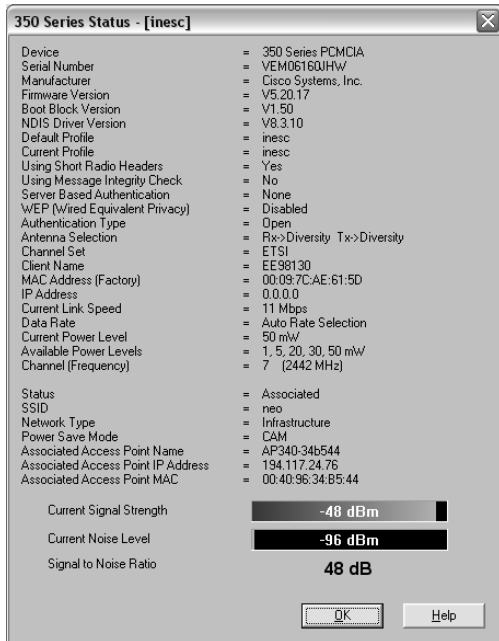 350 Series Status - [inesc]
Device = 350 Series PCMCIA
Serial Number = VEM06160JHW
Manufacturer = Cisco Systems, Inc.
Firmware Version = V5.20.17
Boot Block Version = V1.50
NDIS Driver Version = V8.3.10
Default Profile = inesc
Current Profile = inesc
Using Short Radio Headers = Yes
Using Message Integrity Check = No
Server Based Authentication = None
WEP (Wired Equivalent Privacy) = Disabled
Authentication Type = Open
Antenna Selection = Rx->Diversity Tx->Diversity
Channel Set = ETSI
Client Name = EE98130
MAC Address (Factory) = 00:09:7C:AE:61:5D
IP Address = 0.0.0.0
Current Link Speed = 11 Mbps
Data Rate = Auto Rate Selection
Current Power Level = 50 mW
Available Power Levels = 1, 5, 20, 30, 50 mW
Channel (Frequency) = 7 (2442 MHz)
Status = Associated
SSID = neo
Network Type = Infrastructure
Power Save Mode = CAM
Associated Access Point Name = AP340-34b544
Associated Access Point IP Address = 194.117.24.76
Associated Access Point MAC = 00:40:96:34:B5:44
Current Signal Strength -48 dBm
Current Noise Level -96 dBm
Signal to Noise Ratio 48 dB
OK Help